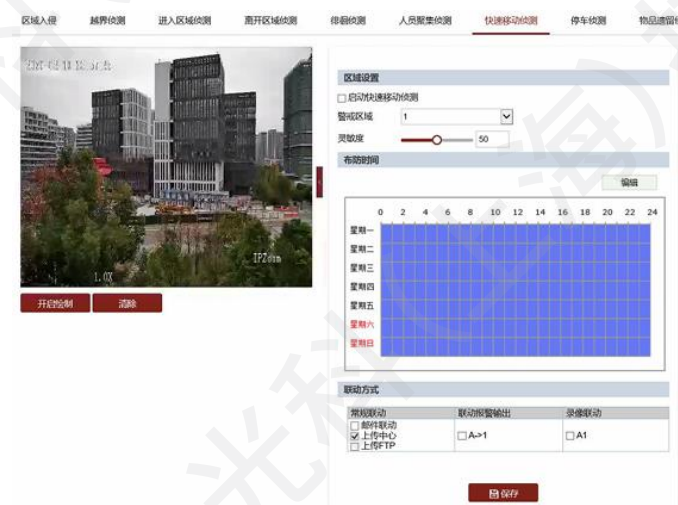 区域入侵 越界侦测 进入区域侦测 离开区域侦测 徘徊侦测 人员聚集侦测 快速移动侦测 停车侦测 物品遗留
区域设置
启动快速移动侦测
警戒区域 1
灵敏度 50
布防时间
编辑
0 2 4 6 8 10 12 14 16 18 20 22 24
星期一
星期二
星期三
星期四
星期五
星期六
星期日
IPZdom
1.0X
开启绘制 清除
联动方式
常规联动 联动报警输出 录像联动
邮件联动
上传中心 A->1 A1
上传FTP
保存